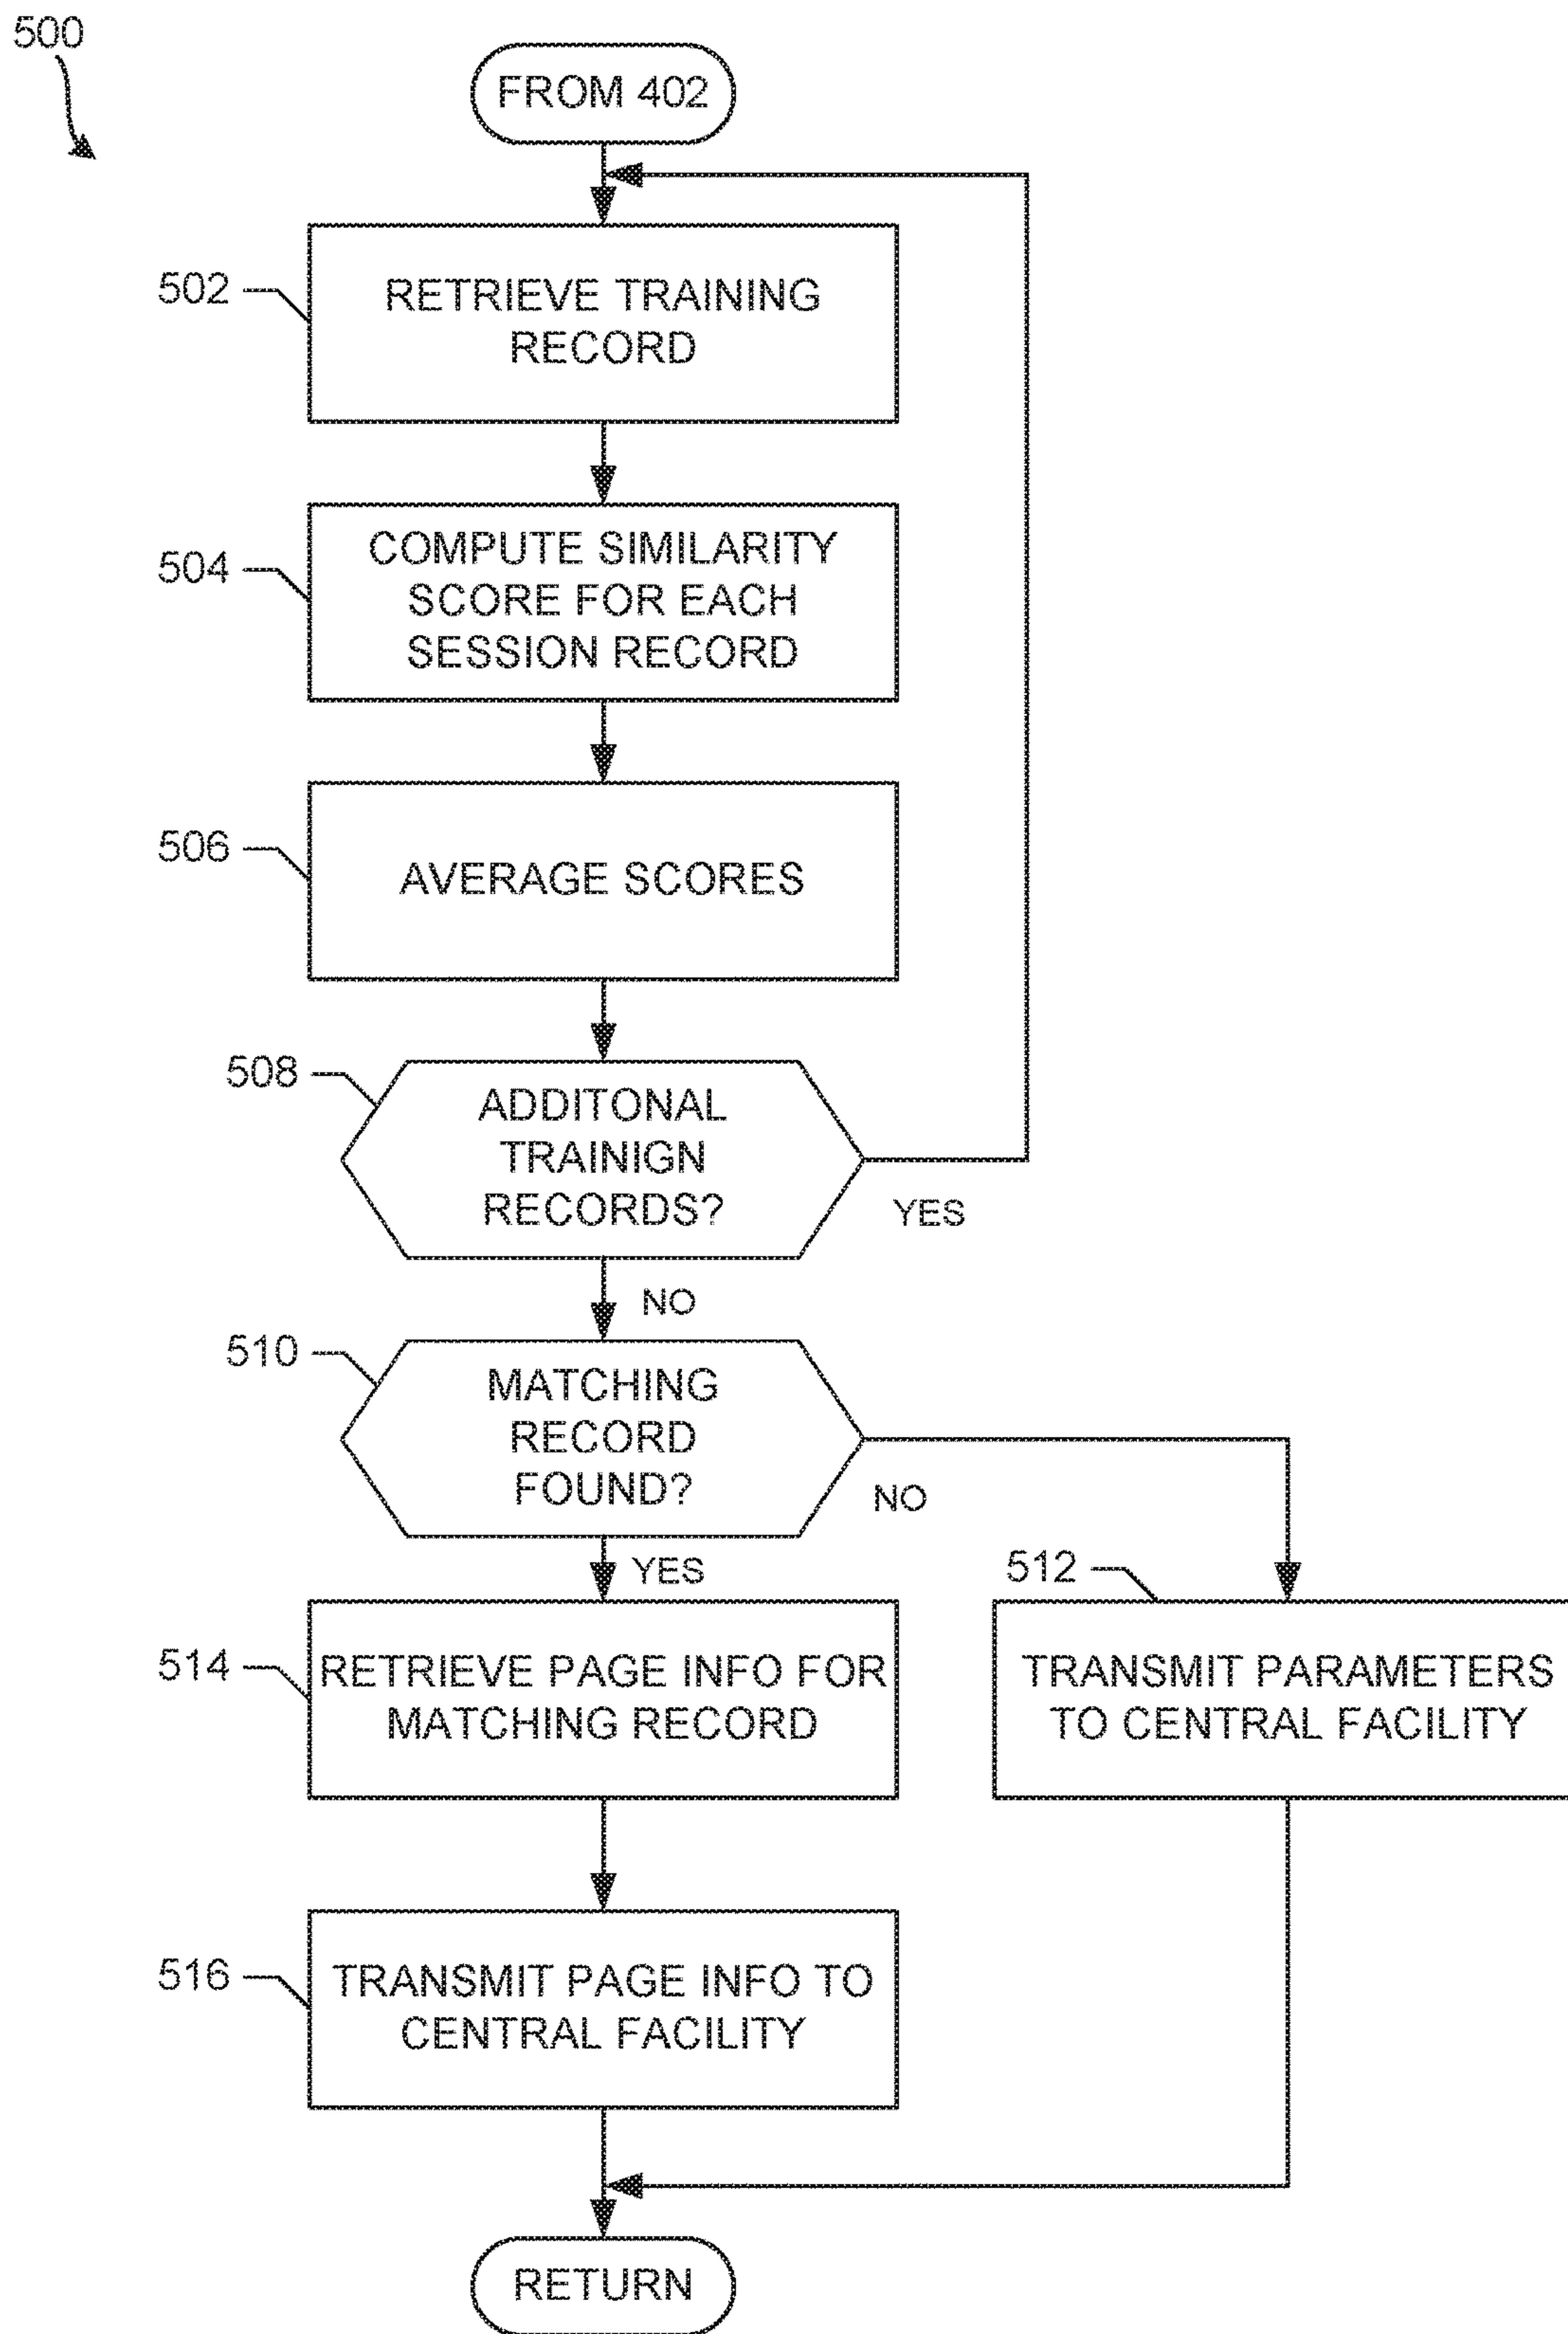 500
FROM 402
502
RETRIEVE TRAINING
RECORD
504
COMPUTE SIMILARITY
SCORE FOR EACH
SESSION RECORD
506
AVERAGE SCORES
508
ADDITONAL
TRAINIGN
RECORDS?
YES
NO
510
MATCHING
RECORD
FOUND?
NO
YES
512
514
RETRIEVE PAGE INFO FOR
MATCHING RECORD
TRANSMIT PARAMETERS
TO CENTRAL FACILITY
516
TRANSMIT PAGE INFO TO
CENTRAL FACILITY
RETURN